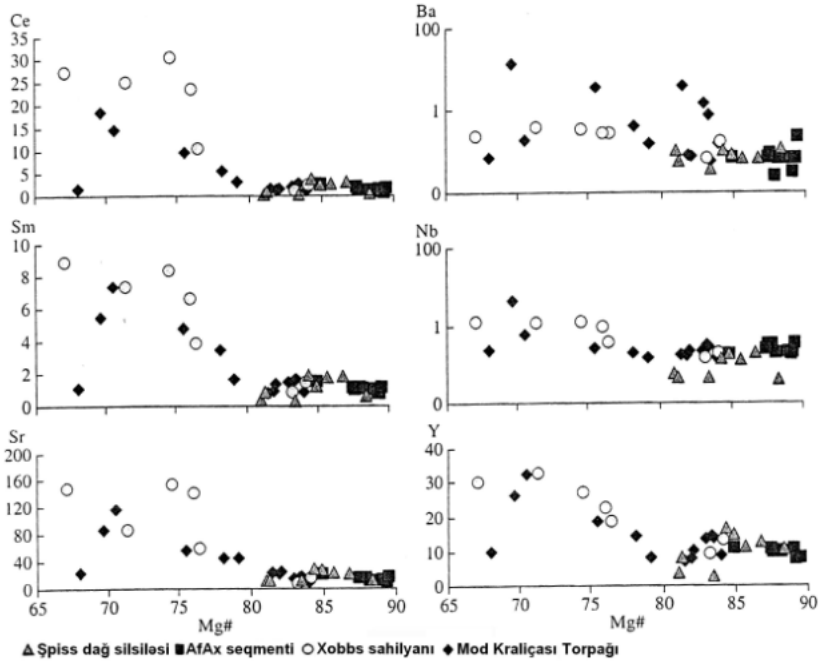 Ce
35
30
25
20
15
10
5
0
Ba
100
1
0
Sm
10
8
6
4
2
0
Nb
100
1
0
Sr
200
160
120
80
40
0
65 70 75 80 85 90
Mg#
Y
40
30
20
10
0
65 70 75 80 85 90
Mg#
Şpiss dağ silsiləsi AfAx seqmenti Xobbs sahilyanı Mod Kraliçası Torpağı